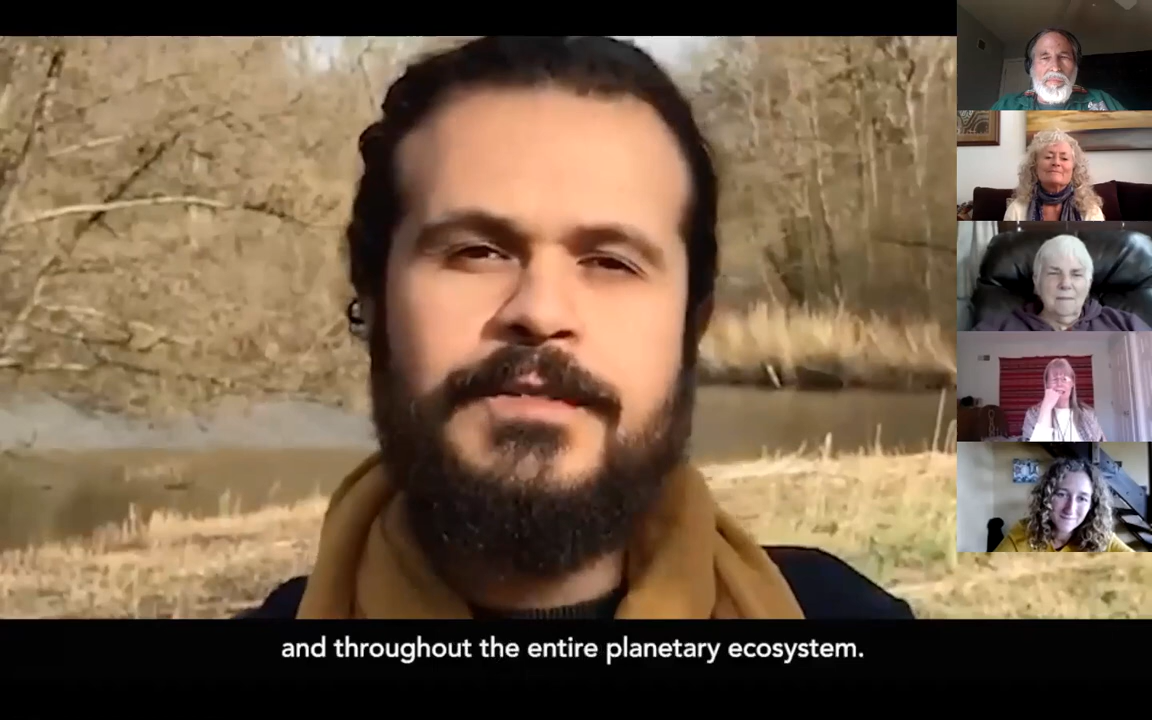 and throughout the entire planetary ecosystem.